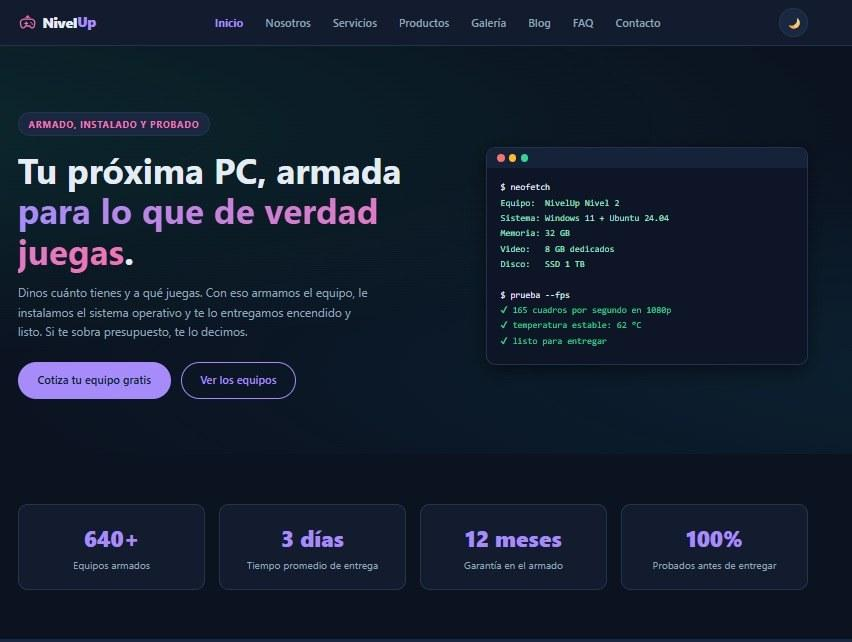 NivelUp
Inicio Nosotros Servicios Productos Galería Blog FAQ Contacto
ARMADO, INSTALADO Y PROBADO
Tu próxima PC, armada
para lo que de verdad
juegas.
Dinos cuánto tienes y a qué juegas. Con eso armamos el equipo, le
instalamos el sistema operativo y te lo entregamos encendido y
listo. Si te sobra presupuesto, te lo decimos.
Cotiza tu equipo gratis
Ver los equipos
$ neofetch
Equipo: NivelUp Nivel 2
Sistema: Windows 11 + Ubuntu 24.04
Memoria: 32 GB
Video: 8 GB dedicados
Disco: SSD 1 TB
$ prueba --fps
✓ 165 cuadros por segundo en 1080p
✓ temperatura estable: 62 °C
✓ listo para entregar
640+
Equipos armados
3 días
Tiempo promedio de entrega
12 meses
Garantía en el armado
100%
Probados antes de entregar